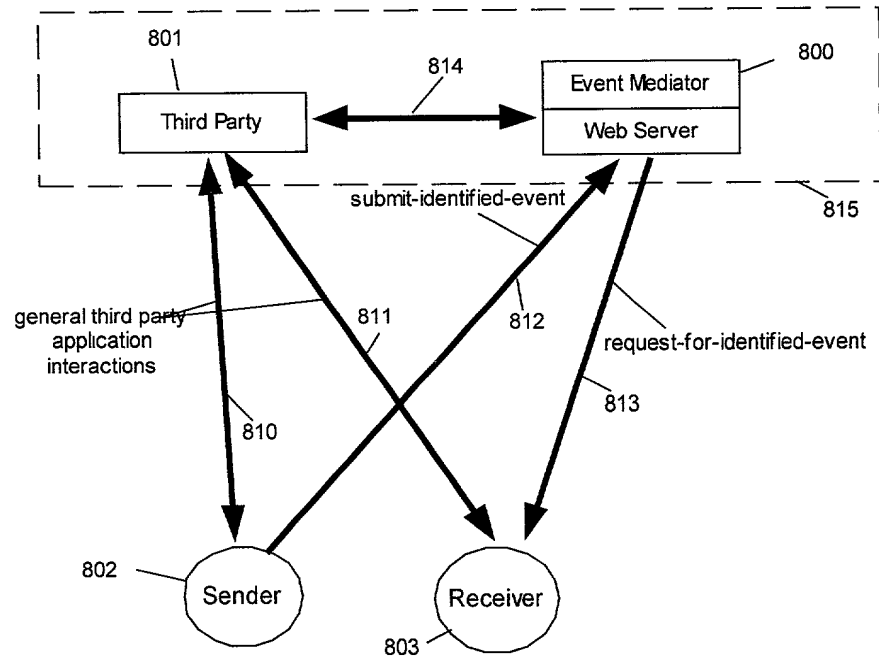 801
814
800
Third Party
Event Mediator
Web Server
submit-identified-event
815
general third party
application
interactions
811
812
request-for-identified-event
813
810
802
Sender
Receiver
803